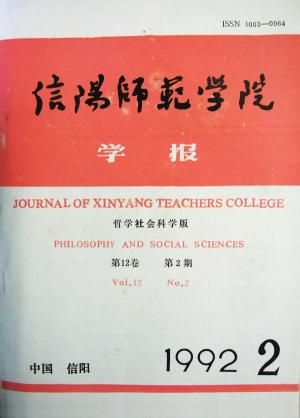 ISSN 1003—0964
信陽師範學院
学报
JOURNAL OF XINYANG TEACHERS COLLEGE
哲学社会科学版
PHILOSOPHY AND SOCIAL SCIENCES
第12卷 第2期
Vol.12 No.2
中国 信阳 1992 2